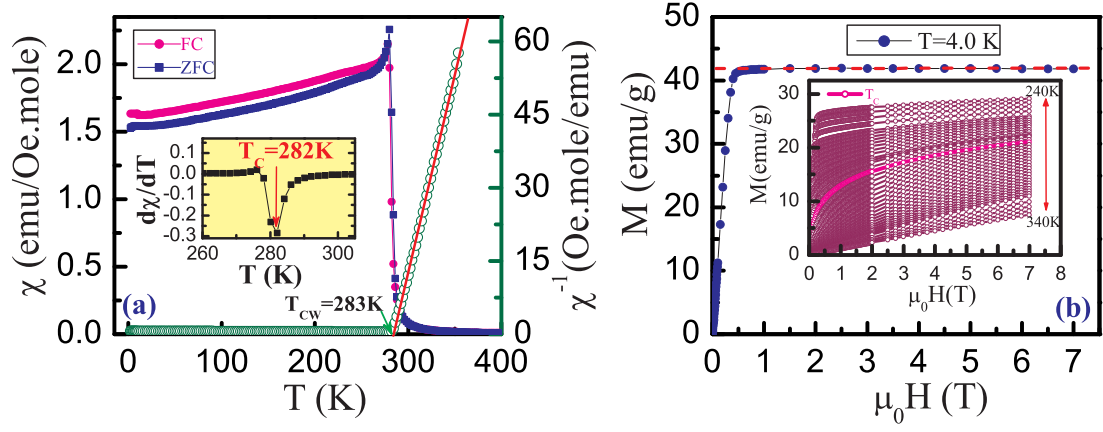 FC
ZFC
χ (emu/Oe.mole)
2.0
1.5
1.0
0.5
0.0
0 100 200 300 400
T (K)
(a)
60
45
30
15
0
χ⁻¹(Oe.mole/emu)
T_CW=283K
T_C=282K
dχ/dT
0.1
0.0
-0.1
-0.2
-0.3
260 280 300
T (K)
T=4.0 K
M (emu/g)
50
40
30
20
10
0
0 1 2 3 4 5 6 7
μ₀H (T)
(b)
T_C
240K
340K
M(emu/g)
30
20
10
0
0 1 2 3 4 5 6 7 8
μ₀H(T)